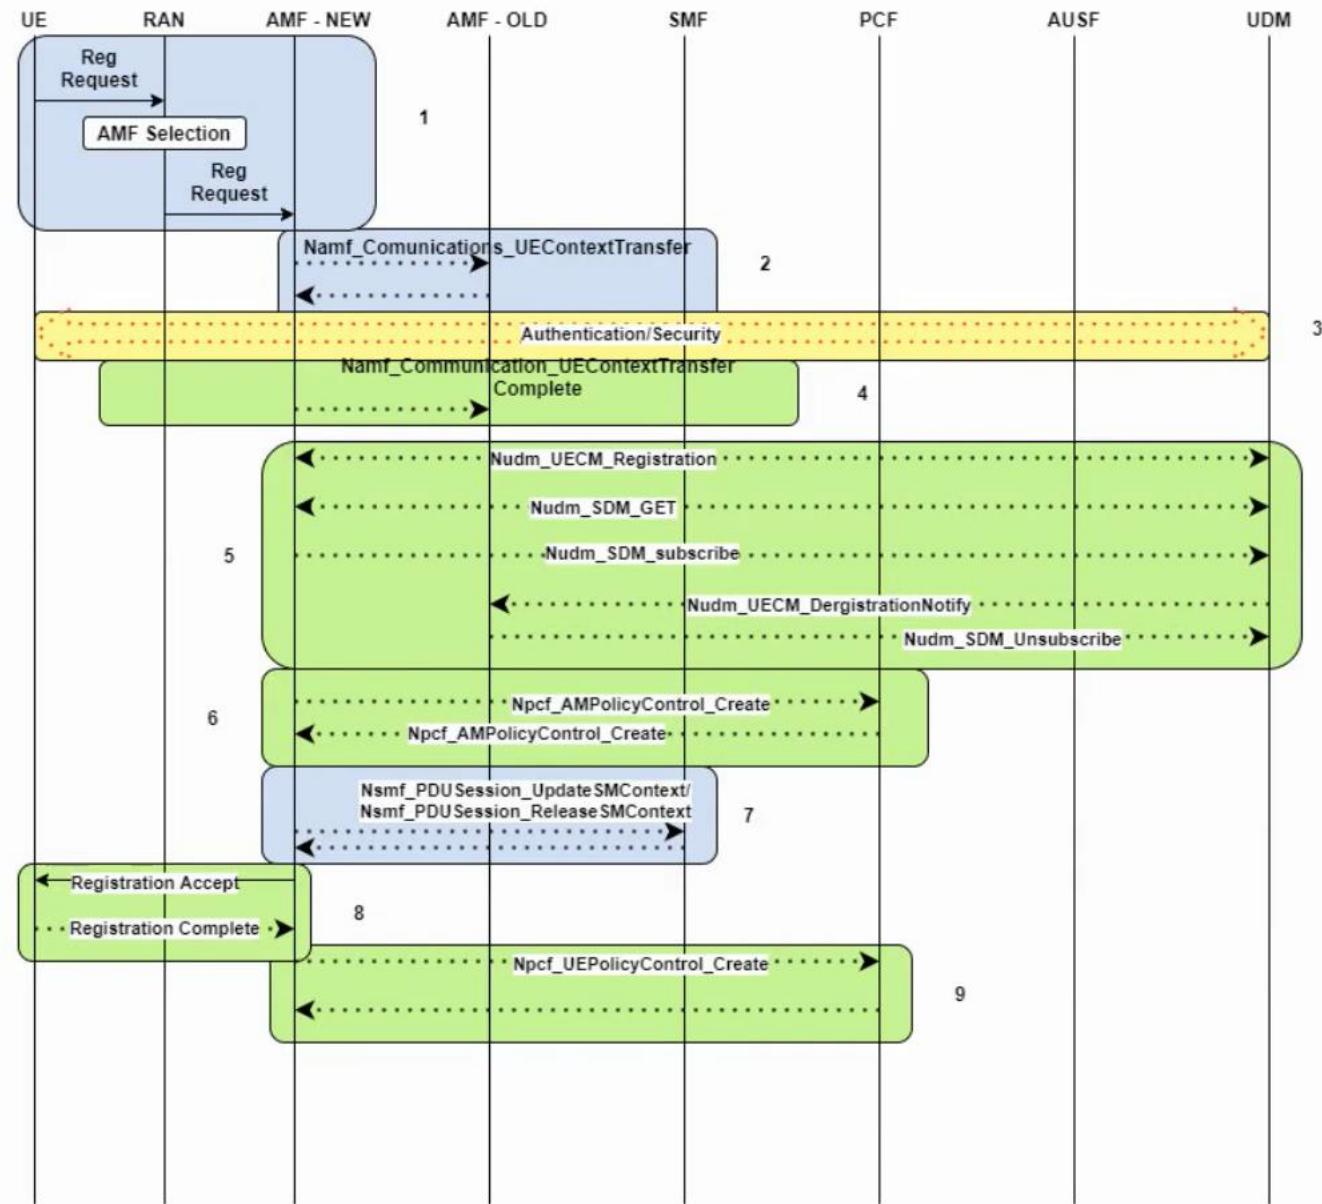 UE RAN AMF - NEW AMF - OLD SMF PCF AUSF UDM
Reg
Request
1
AMF Selection
Reg
Request
Namf_Comunications_UEContextTransfer
2
Authentication/Security
3
Namf_Communication_UEContextTransfer
Complete
4
Nudm_UECM_Registration
Nudm_SDM_GET
5
Nudm_SDM_subscribe
Nudm_UECM_DergistrationNotify
Nudm_SDM_Unsubscribe
6
Npcf_AMPolicyControl_Create
Npcf_AMPolicyControl_Create
Nsmf_PDUSession_UpdateSMContext/
Nsmf_PDUSession_ReleaseSMContext
7
Registration Accept
8
Registration Complete
Npcf_UEPolicyControl_Create
9